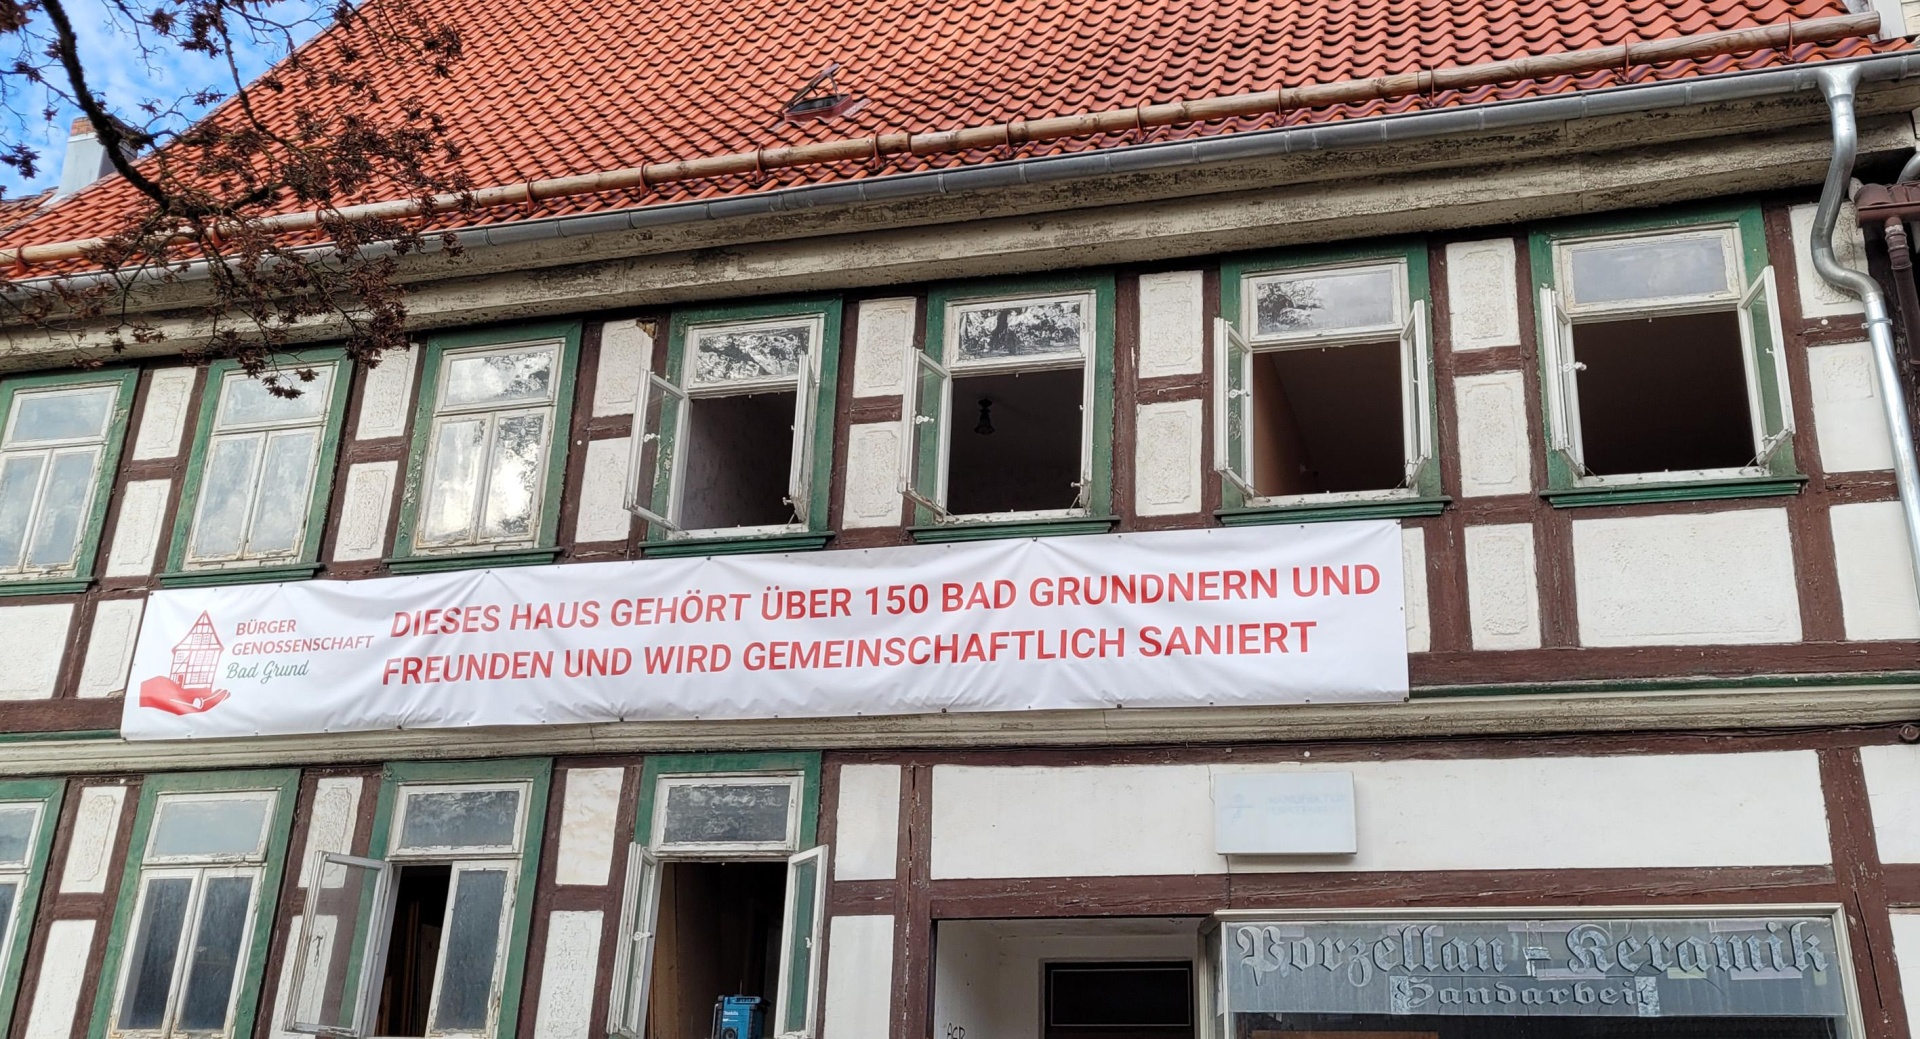 BÜRGER
GENOSSENSCHAFT
Bad Grund
DIESES HAUS GEHÖRT ÜBER 150 BAD GRUNDNERN UND
FREUNDEN UND WIRD GEMEINSCHAFTLICH SANIERT
Porzellan - Keramik
Handarbeit